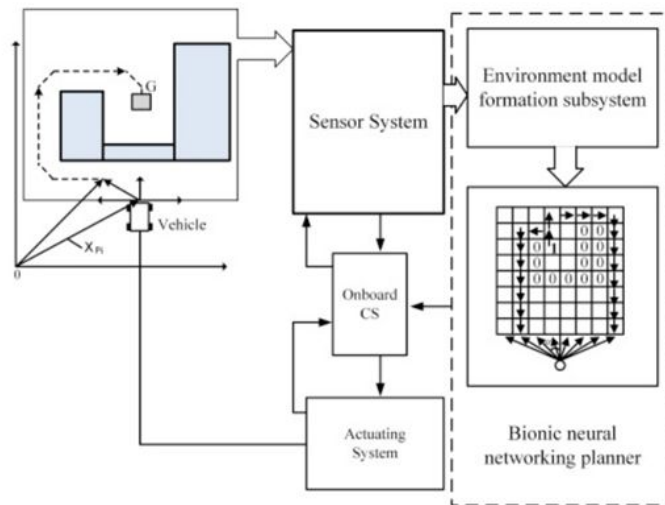 G
Vehicle
X Pi
0
Sensor System
Onboard
CS
Actuating
System
Environment model
formation subsystem
0 0
0 1 0 0
0 0 0
0 0 0 0 0
Bionic neural
networking planner